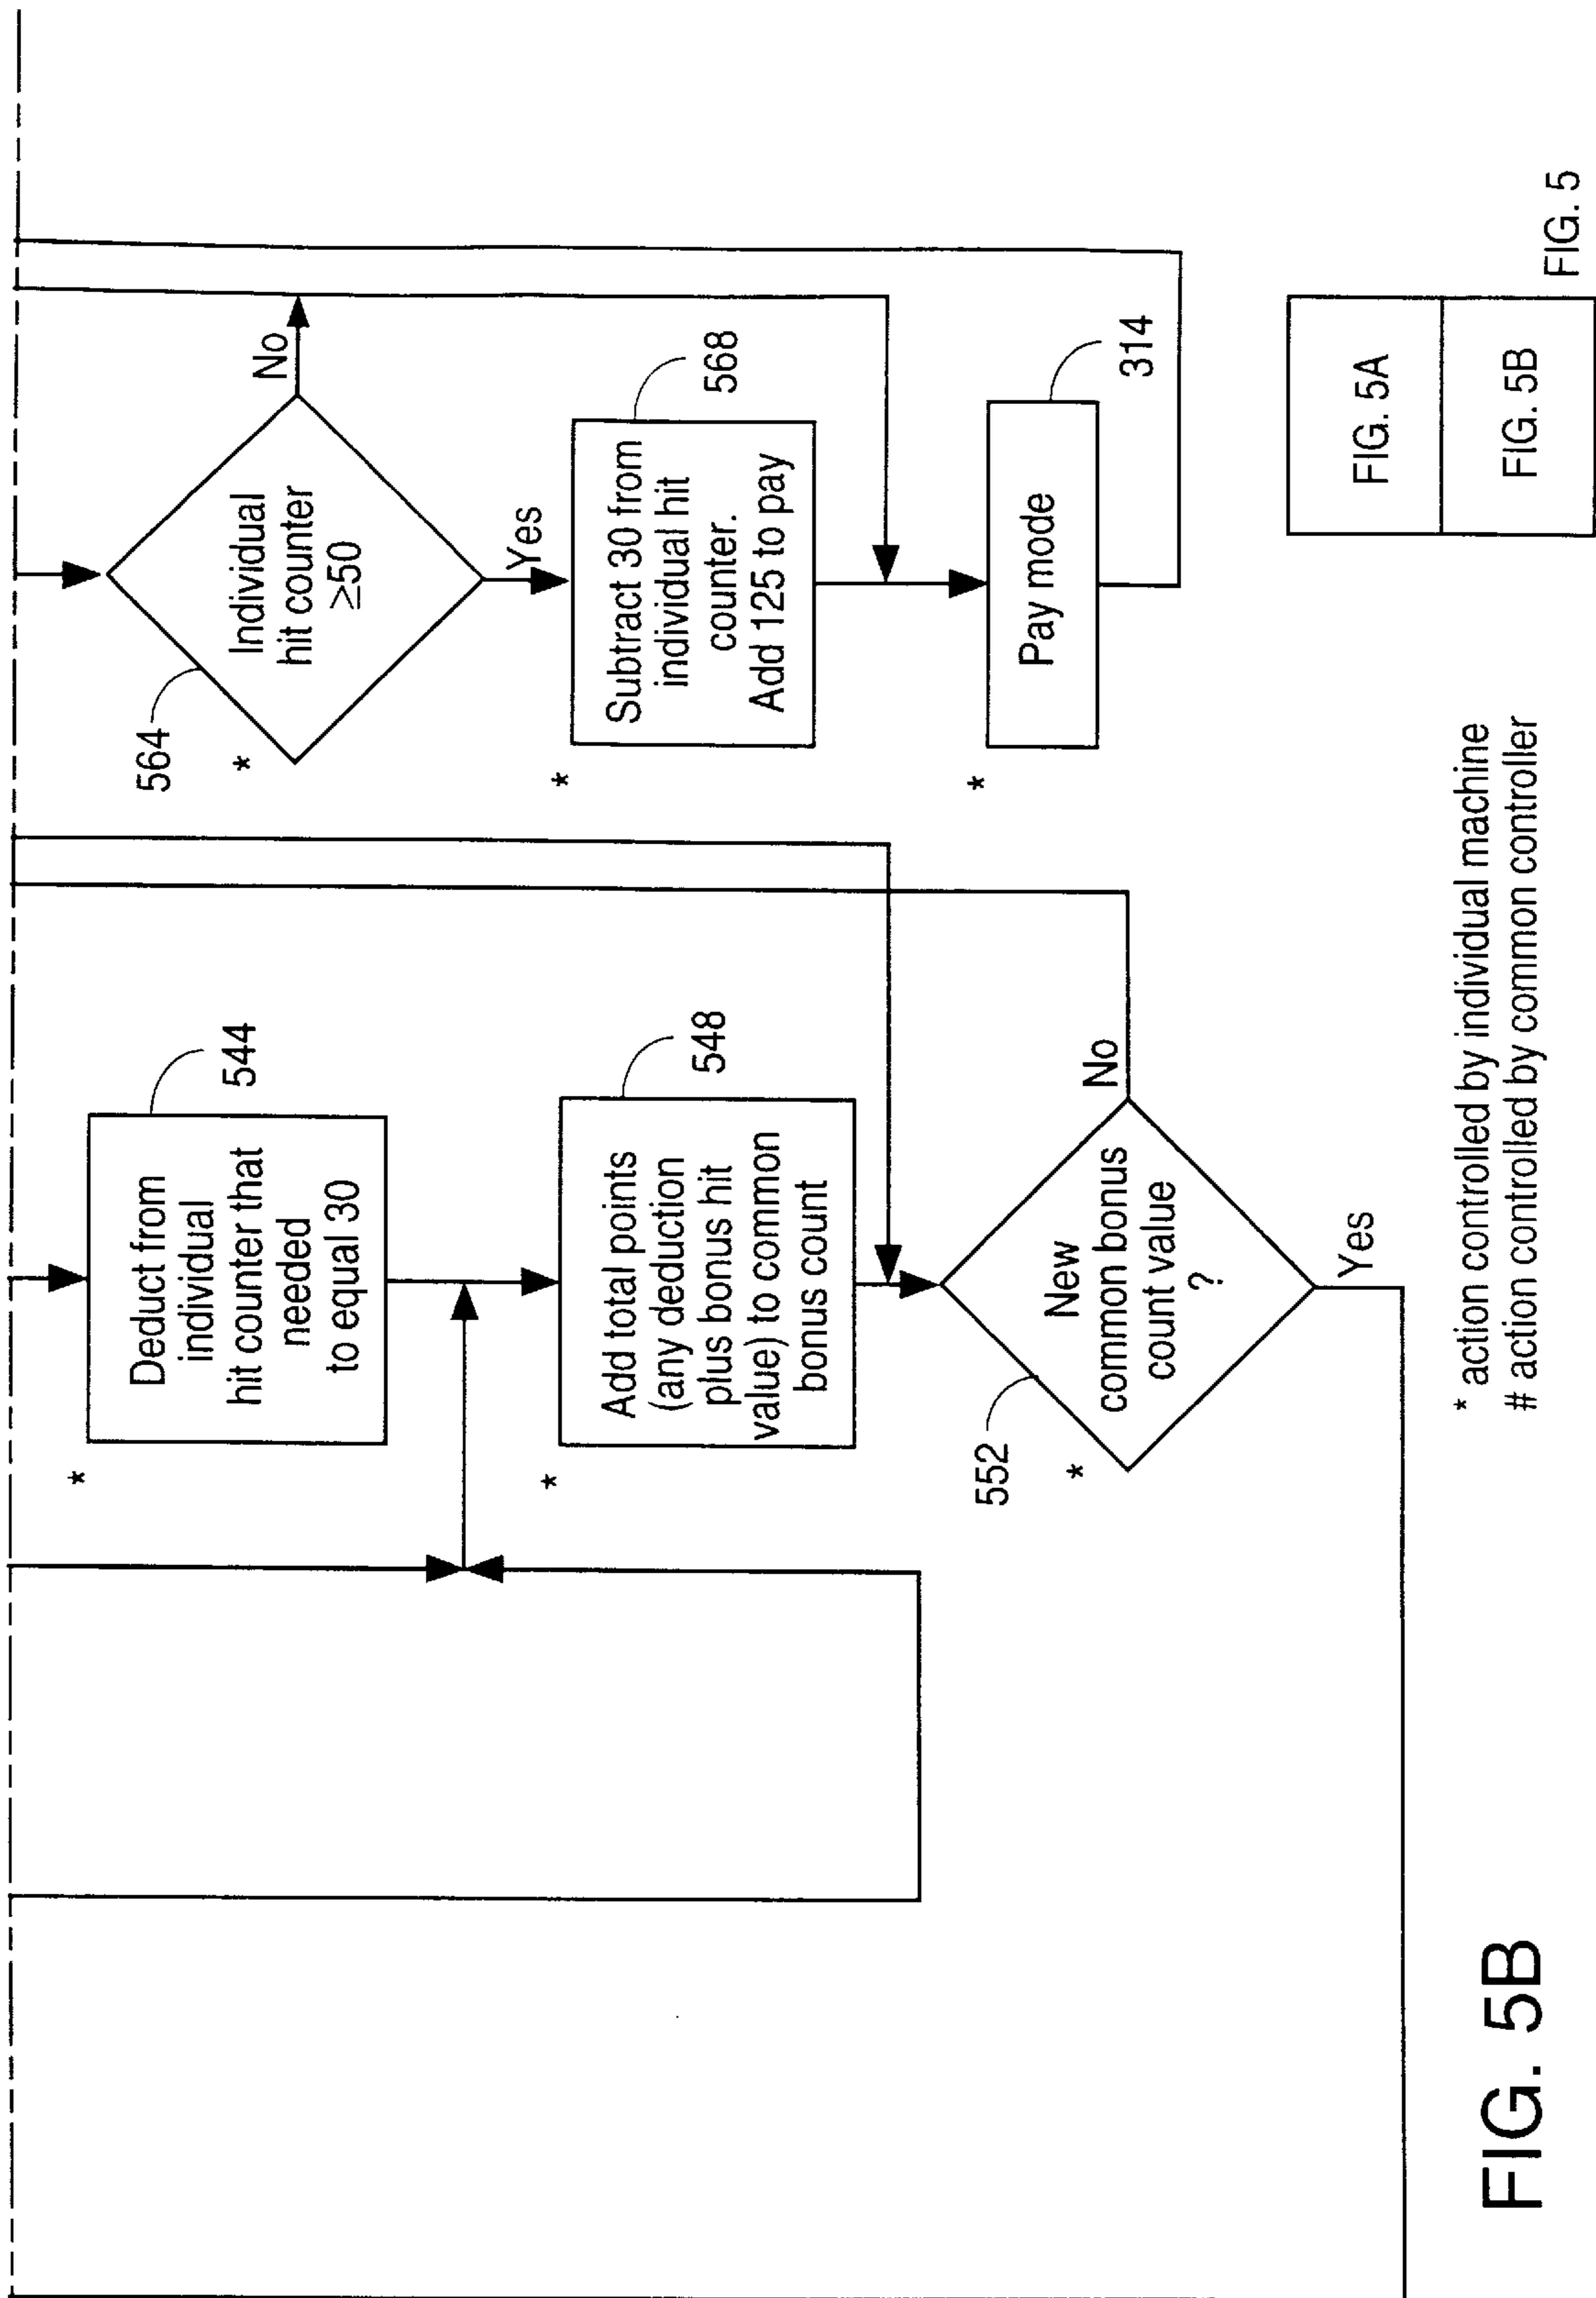 *
Deduct from
individual
hit counter that
needed
to equal 30
544
*
Add total points
(any deduction
plus bonus hit
value) to common
bonus count
548
552
*
New
common bonus
count value
?
No
Yes
564
*
Individual
hit counter
≥50
No
Yes
*
Subtract 30 from
individual hit
counter.
Add 125 to pay
568
*
Pay mode
314
* action controlled by individual machine
# action controlled by common controller
FIG. 5A
FIG. 5B
FIG. 5
FIG. 5B